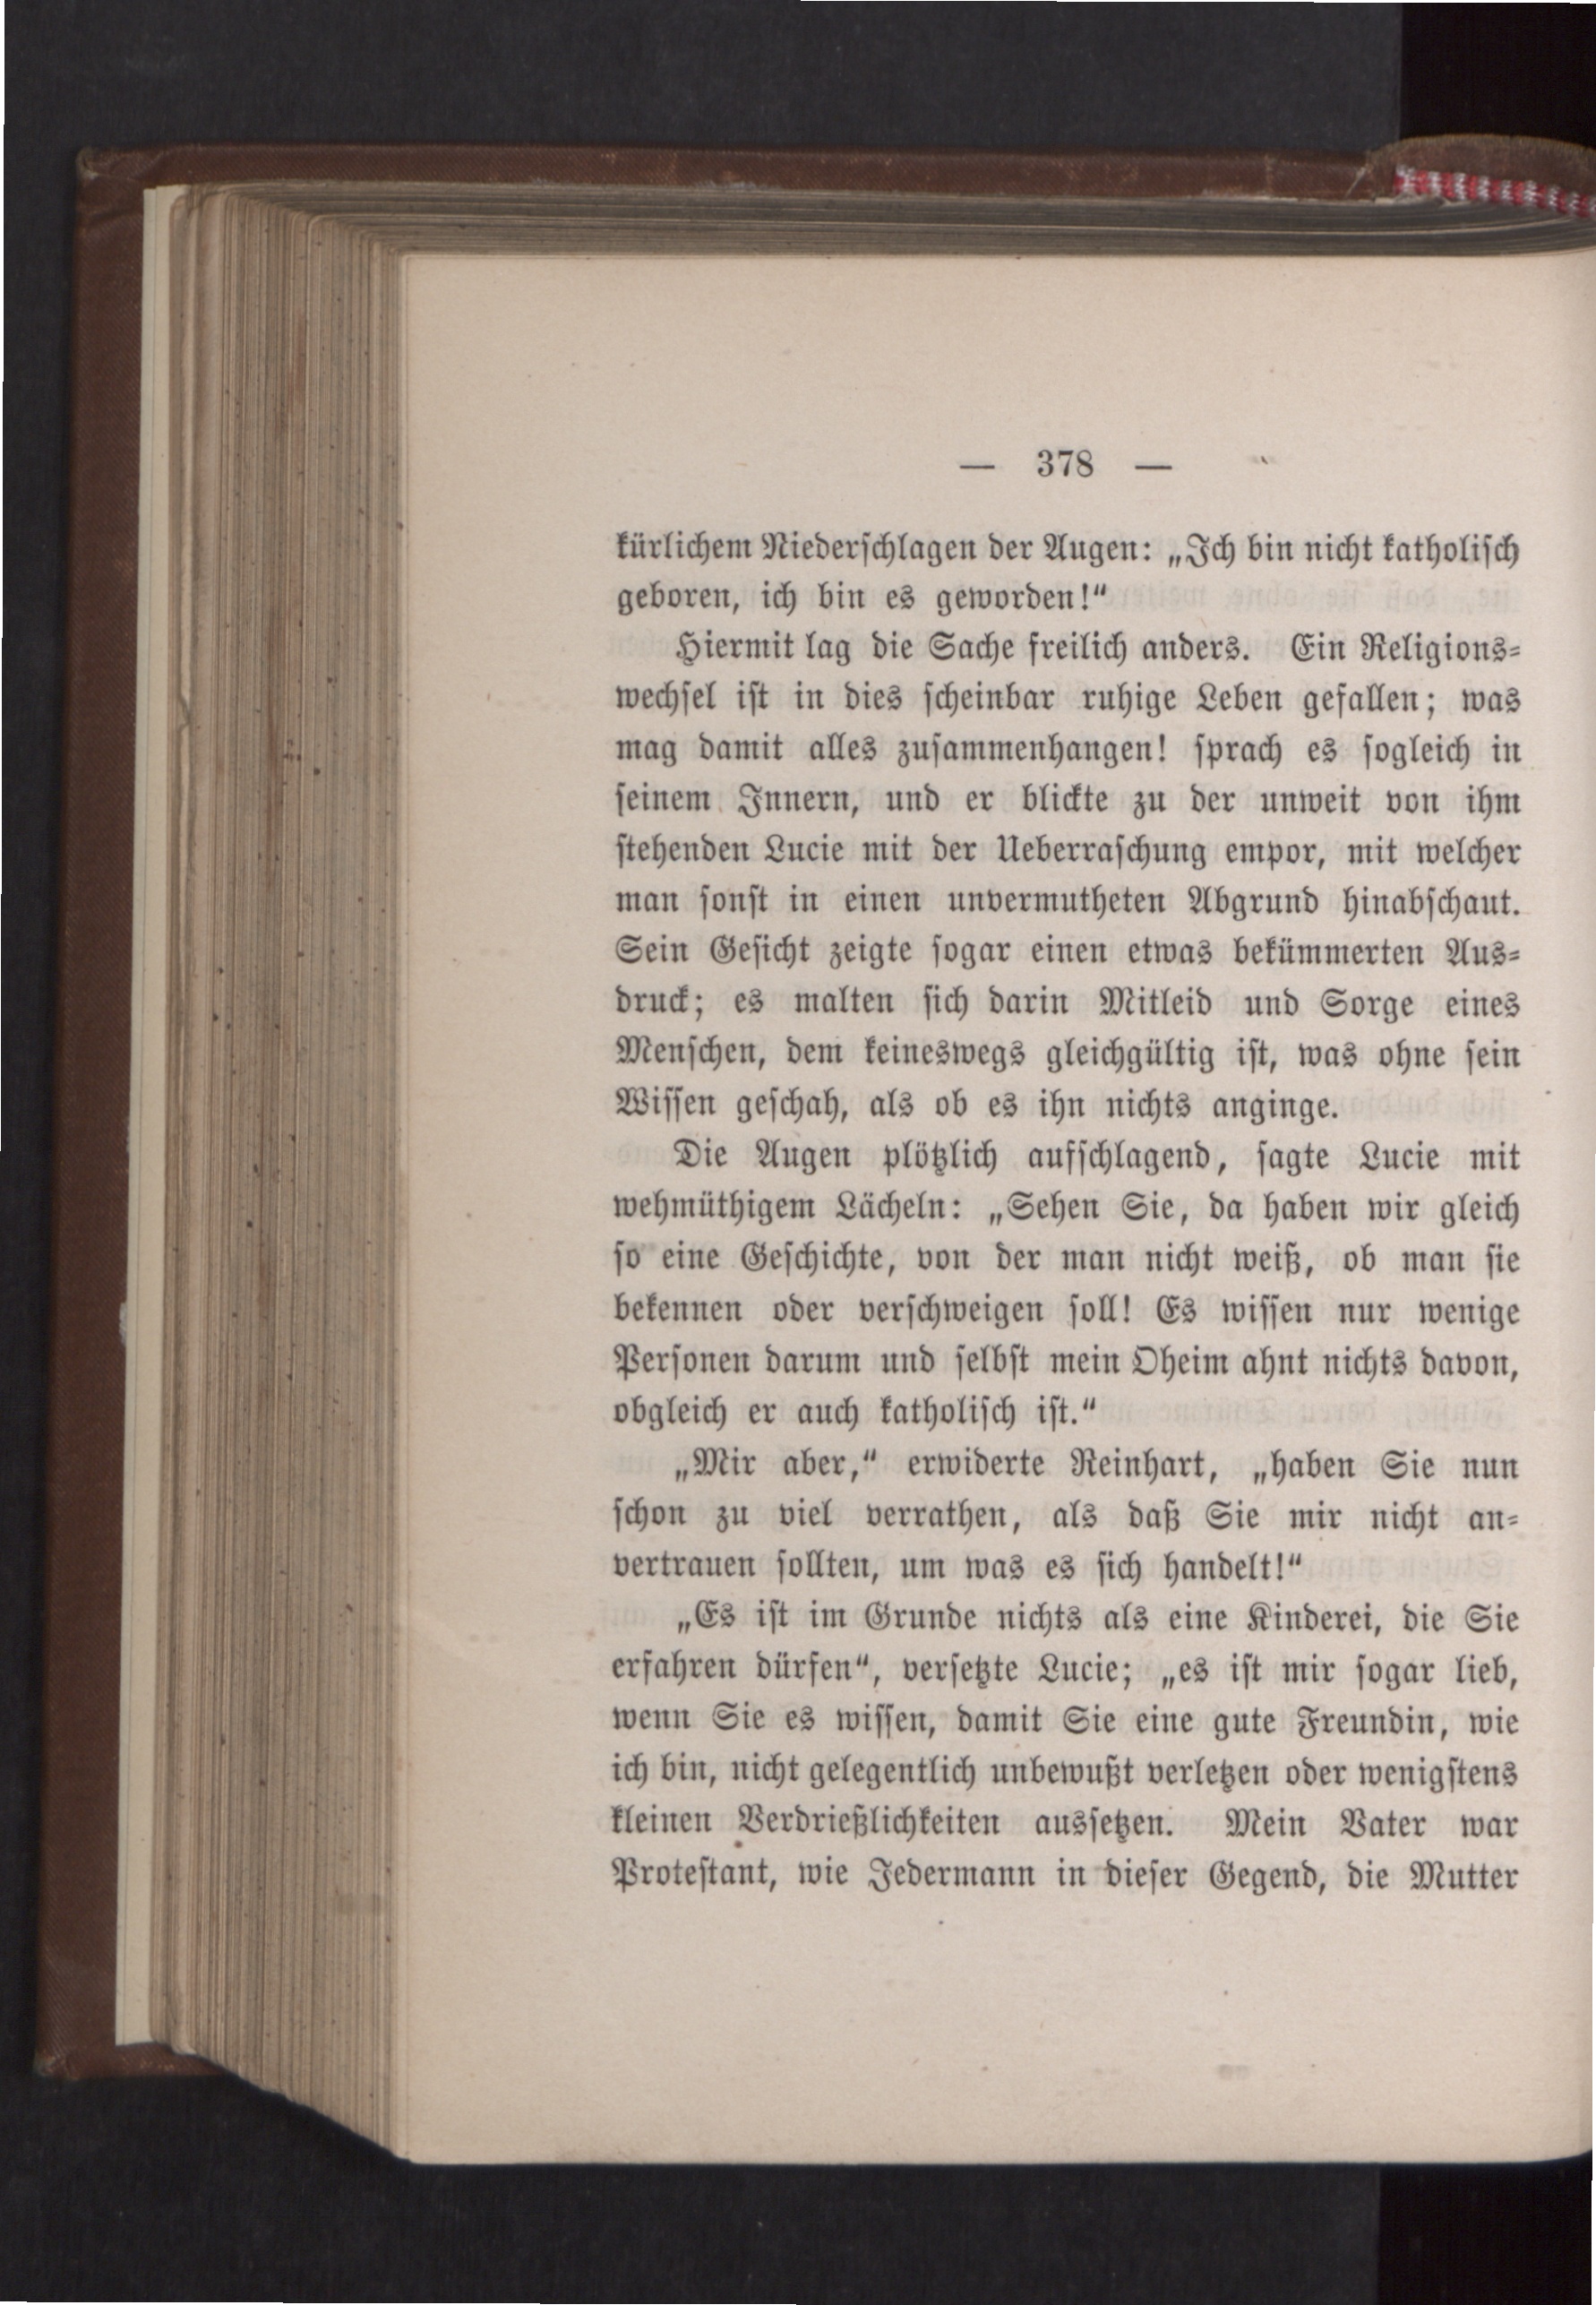 — 378 —
kürlichem Niederschlagen der Augen: „Ich bin nicht katholisch
geboren, ich bin es geworden!“
Hiermit lag die Sache freilich anders. Ein Religions-
wechsel ist in dies scheinbar ruhige Leben gefallen; was
mag damit alles zusammenhangen! sprach es sogleich in
seinem Innern, und er blickte zu der unweit von ihm
stehenden Lucie mit der Ueberraschung empor, mit welcher
man sonst in einen unvermutheten Abgrund hinabschaut.
Sein Gesicht zeigte sogar einen etwas bekümmerten Aus-
druck; es malten sich darin Mitleid und Sorge eines
Menschen, dem keineswegs gleichgültig ist, was ohne sein
Wissen geschah, als ob es ihn nichts anginge.
Die Augen plötzlich aufschlagend, sagte Lucie mit
wehmüthigem Lächeln: „Sehen Sie, da haben wir gleich
so eine Geschichte, von der man nicht weiß, ob man sie
bekennen oder verschweigen soll! Es wissen nur wenige
Personen darum und selbst mein Oheim ahnt nichts davon,
obgleich er auch katholisch ist.“
„Mir aber,“ erwiderte Reinhart, „haben Sie nun
schon zu viel verrathen, als daß Sie mir nicht an-
vertrauen sollten, um was es sich handelt!“
„Es ist im Grunde nichts als eine Kinderei, die Sie
erfahren dürfen“, versetzte Lucie; „es ist mir sogar lieb,
wenn Sie es wissen, damit Sie eine gute Freundin, wie
ich bin, nicht gelegentlich unbewußt verletzen oder wenigstens
kleinen Verdrießlichkeiten aussetzen. Mein Vater war
Protestant, wie Jedermann in dieser Gegend, die Mutter